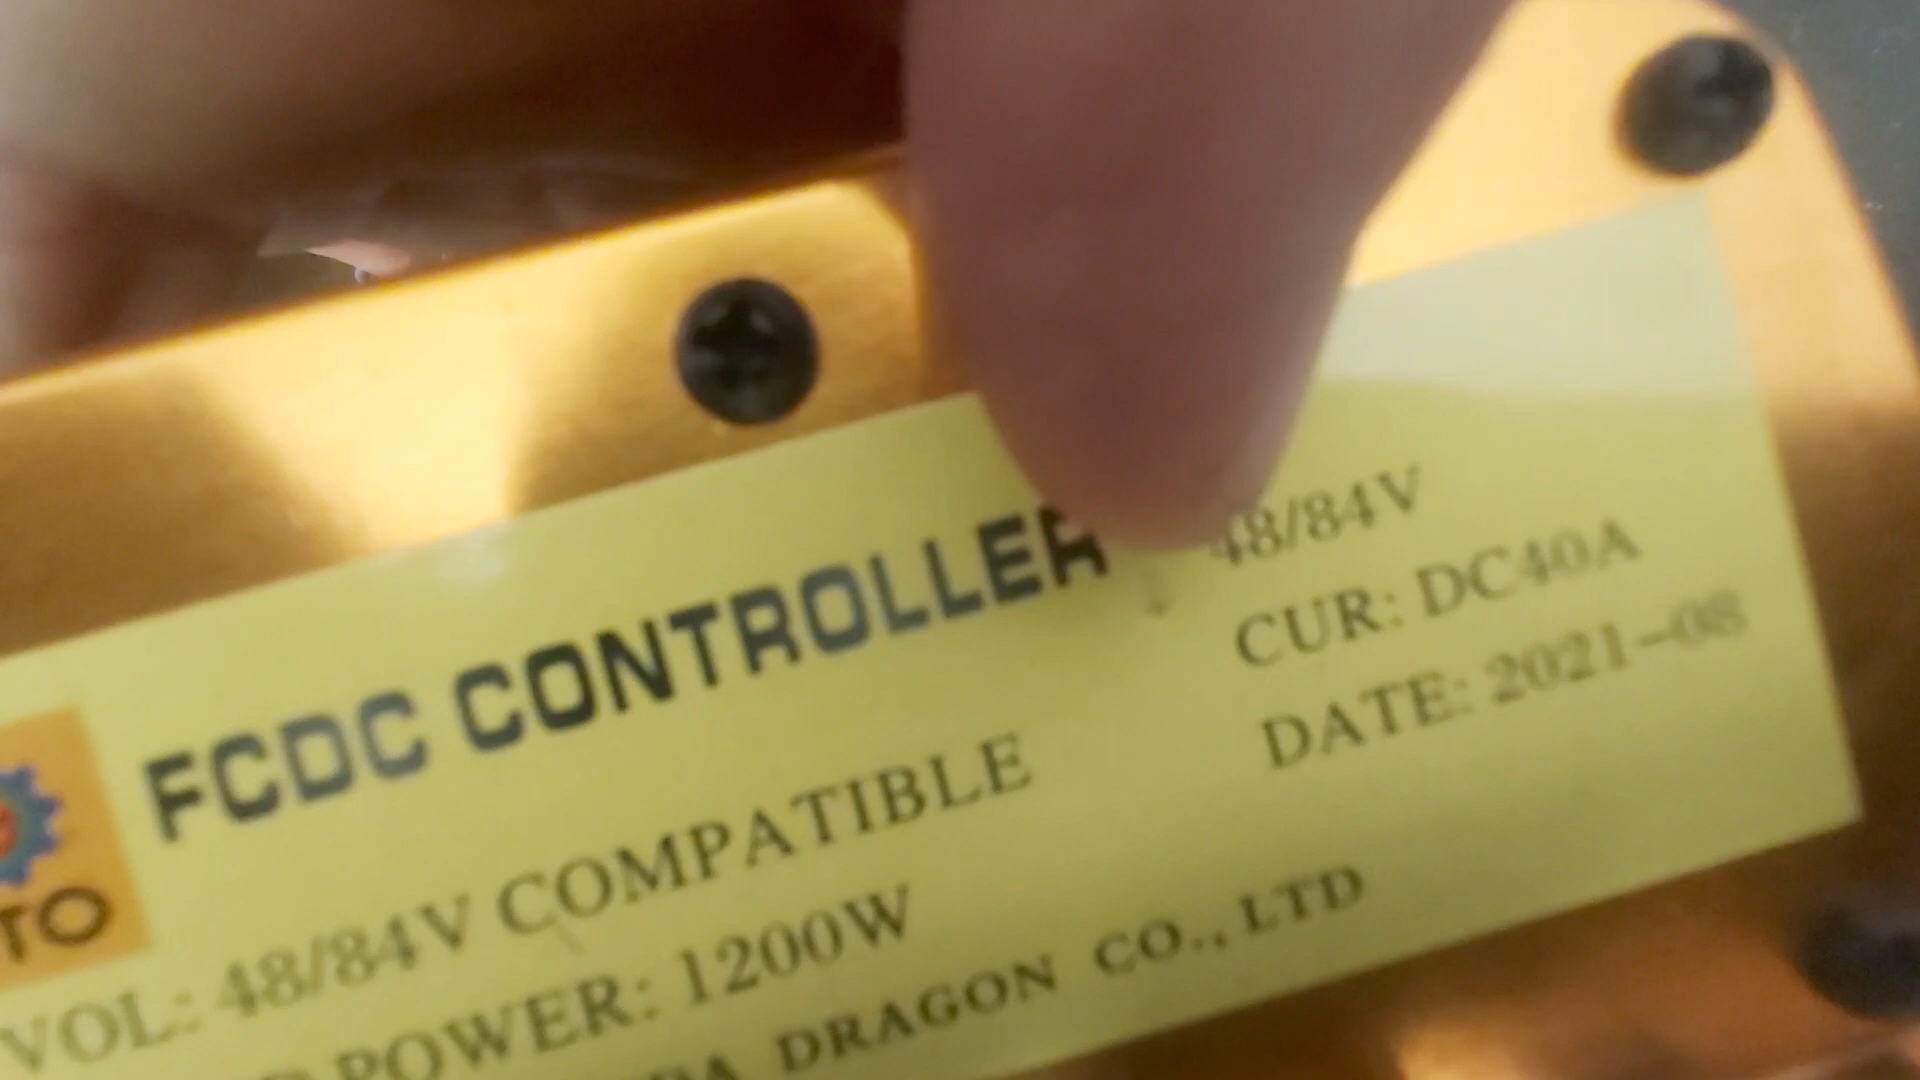 FCDC CONTROLLER
48/84V
CUR: DC40A
DATE: 2021-08
TO
VOL: 48/84V COMPATIBLE
POWER: 1200W
DRAGON CO., LTD